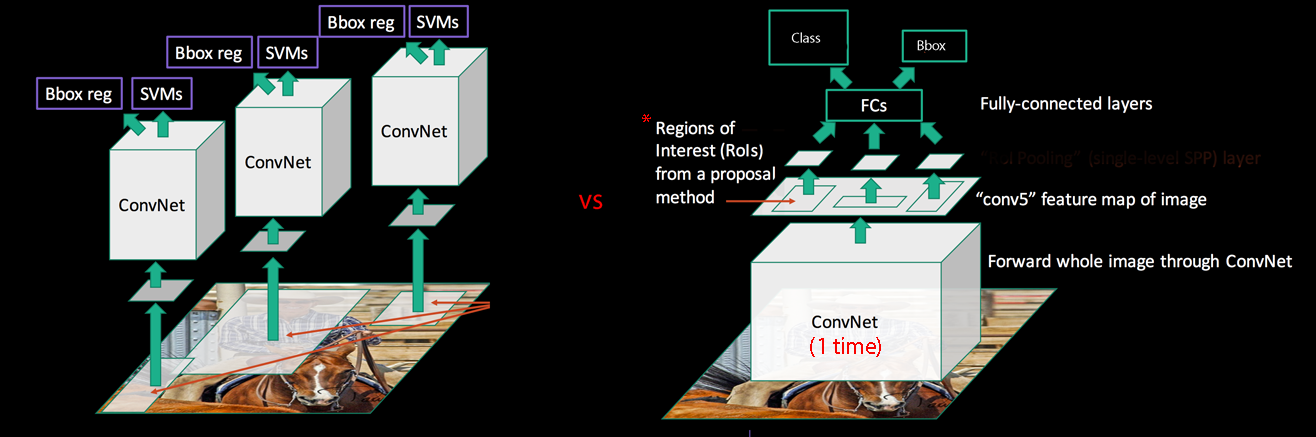 Bbox reg
SVMs
Bbox reg
SVMs
Bbox reg
SVMs
ConvNet
ConvNet
ConvNet
vs
Class
Bbox
FCs
Fully-connected layers
* Regions of
Interest (RoIs)
from a proposal
method
"RoI Pooling" (single-level SPP) layer
“conv5” feature map of image
Forward whole image through ConvNet
ConvNet
(1 time)